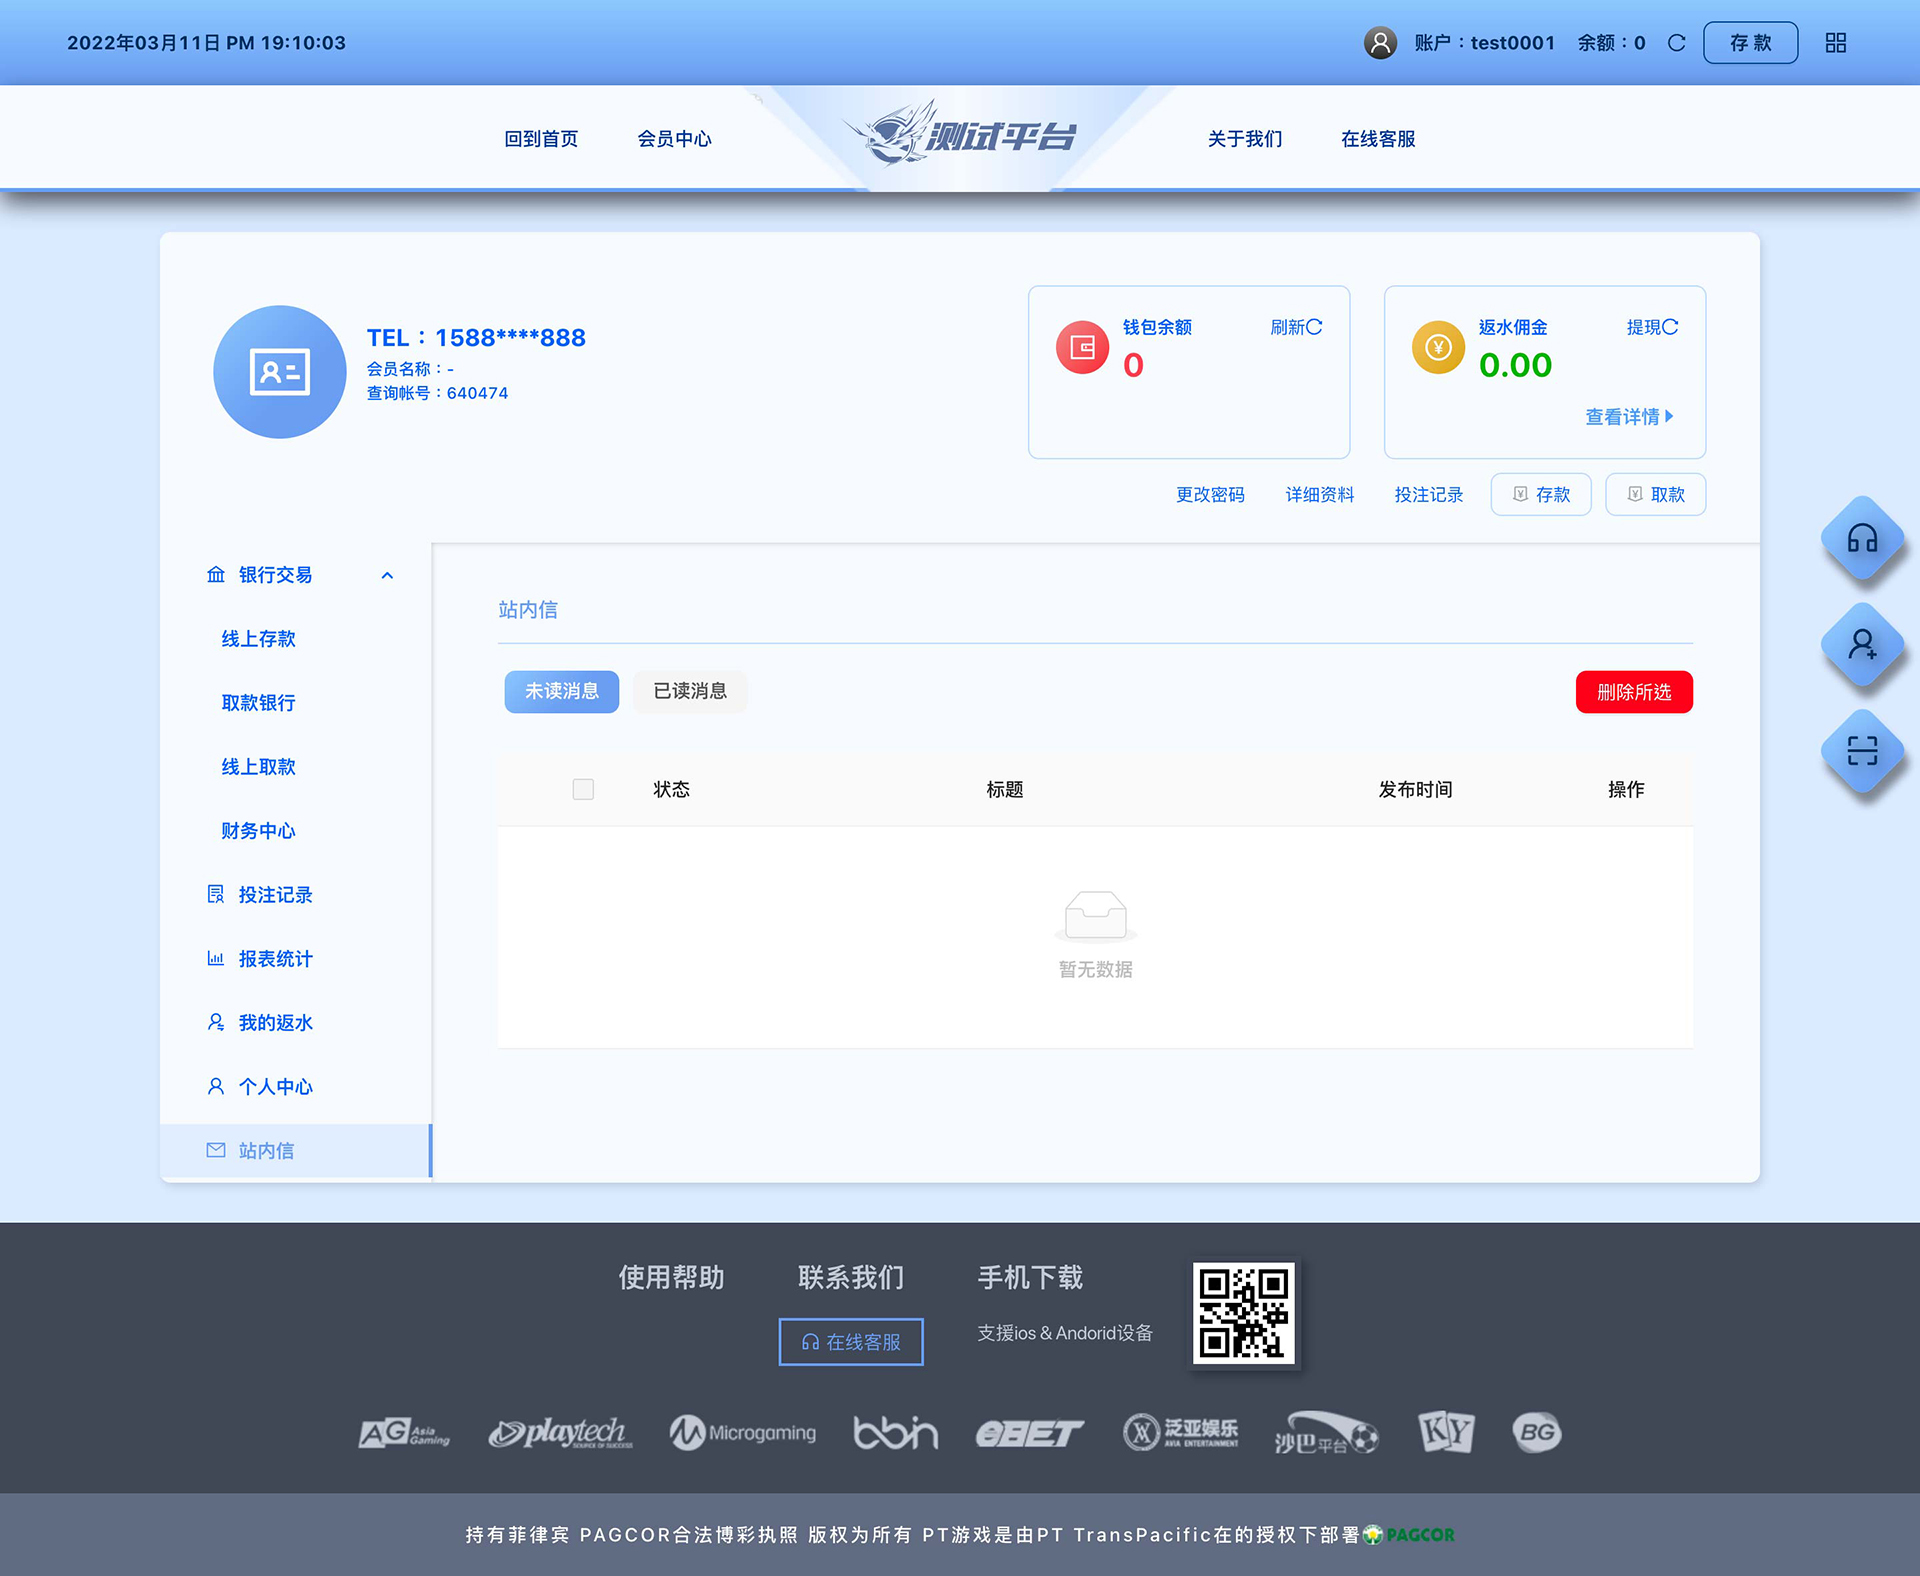 2022年03月11日 PM 19:10:03
账户：test0001
余额：0
存 款
回到首页
会员中心
测试平台
关于我们
在线客服
TEL：1588****888
会员名称：-
查询帐号：640474
钱包余额
刷新
0
返水佣金
提現
0.00
查看详情
更改密码
详细资料
投注记录
存款
取款
银行交易
线上存款
取款银行
线上取款
财务中心
投注记录
报表统计
我的返水
个人中心
站内信
站内信
未读消息
已读消息
删除所选
状态
标题
发布时间
操作
暂无数据
使用帮助
联系我们
手机下载
在线客服
支援ios & Andorid设备
AG Asia Gaming
playtech SOURCE OF SUCCESS
Microgaming
bbin
eBET
泛亚娱乐 AVIA ENTERTAINMENT
沙巴平台
KY
BG
持有菲律宾 PAGCOR合法博彩执照 版权为所有 PT游戏是由PT TransPacific在的授权下部署 PAGCOR